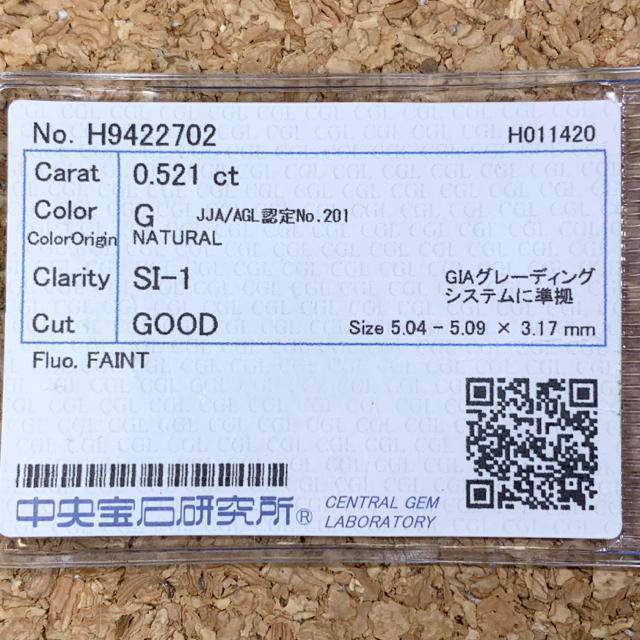 No. H9422702 H011420
Carat 0.521 ct
Color G JJA/AGL認定No.201
ColorOrigin NATURAL
Clarity SI-1 GIAグレーディング
システムに準拠
Cut GOOD Size 5.04 - 5.09 × 3.17 mm
Fluo. FAINT
中央宝石研究所® CENTRAL GEM
LABORATORY